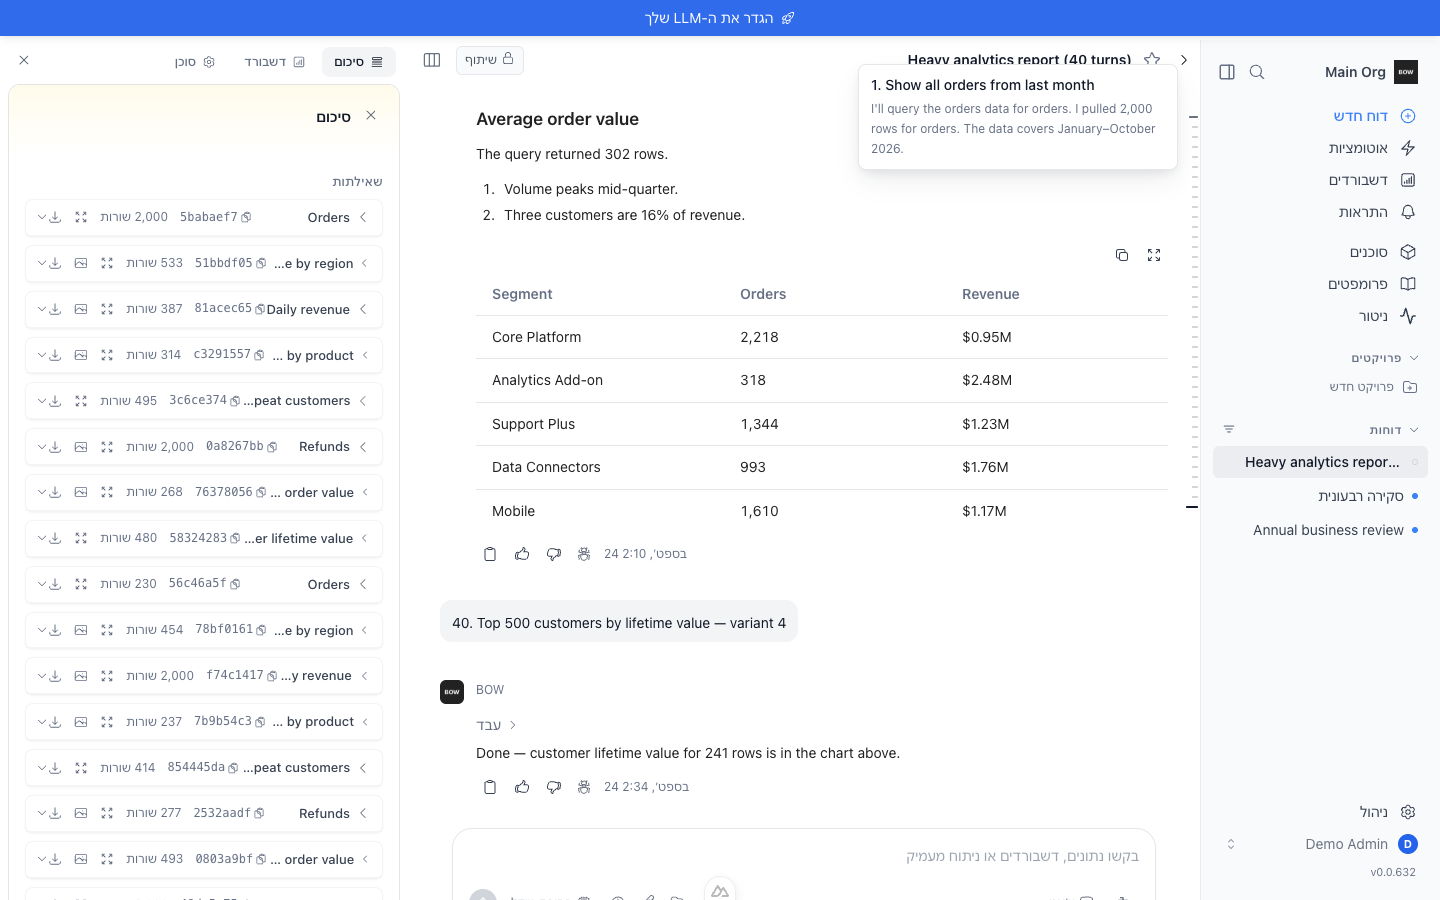 הגדר את ה-LLM שלך
Main Org
BOW
דוח חדש
אוטומציות
דשבורדים
התראות
סוכנים
פרומפטים
ניטור
פרויקטים
פרויקט חדש
דוחות
Heavy analytics repor...
סקירה רבעונית
Annual business review
ניהול
Demo Admin
D
v0.0.632
Heavy analytics report (40 turns)
שיתוף
1. Show all orders from last month
I'll query the orders data for orders. I pulled 2,000
rows for orders. The data covers January–October
2026.
Average order value
The query returned 302 rows.
1. Volume peaks mid-quarter.
2. Three customers are 16% of revenue.
Segment Orders Revenue
Core Platform 2,218 $0.95M
Analytics Add-on 318 $2.48M
Support Plus 1,344 $1.23M
Data Connectors 993 $1.76M
Mobile 1,610 $1.17M
24 בספט׳, 2:10
40. Top 500 customers by lifetime value — variant 4
BOW
BOW
עבד
Done — customer lifetime value for 241 rows is in the chart above.
24 בספט׳, 2:34
בקשו נתונים, דשבורדים או ניתוח מעמיק
סיכום
דשבורד
סוכן
סיכום
שאילתות
Orders 5babaef7 2,000 שורות
...e by region 51bbdf05 533 שורות
Daily revenue 81acec65 387 שורות
... by product c3291557 314 שורות
...peat customers 3c6ce374 495 שורות
Refunds 0a8267bb 2,000 שורות
... order value 76378056 268 שורות
...er lifetime value 58324283 480 שורות
Orders 56c46a5f 230 שורות
...e by region 78bf0161 454 שורות
...y revenue f74c1417 2,000 שורות
... by product 7b9b54c3 237 שורות
...peat customers 854445da 414 שורות
Refunds 2532aadf 277 שורות
... order value 0803a9bf 493 שורות